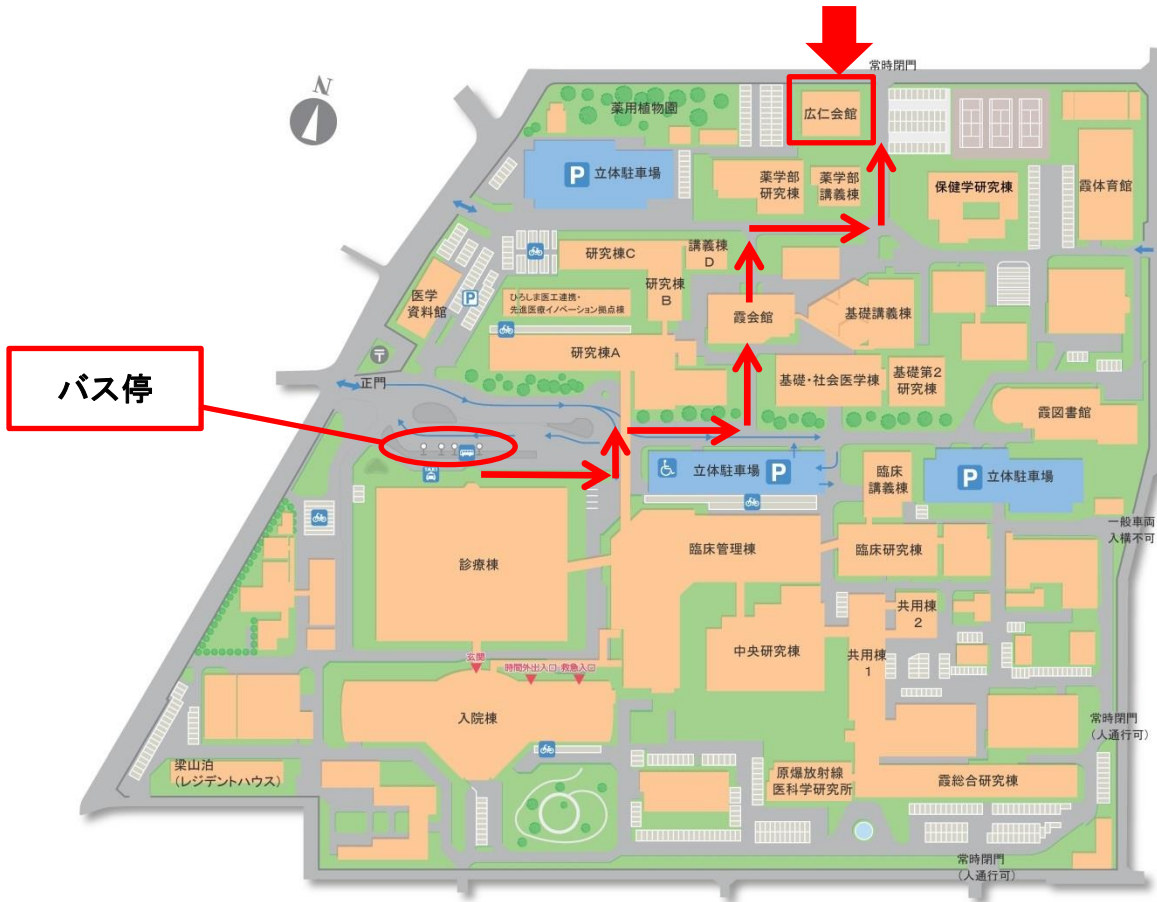 常時閉門
N
薬用植物園
広仁会館
P 立体駐車場
薬学部
研究棟
薬学部
講義棟
保健学研究棟
霞体育館
研究棟C
講義棟
D
研究棟
B
医学
資料館
P
ひろしま医工連携・
先進医療イノベーション拠点棟
霞会館
基礎講義棟
研究棟A
基礎・社会医学棟
基礎第2
研究棟
バス停
〒
正門
霞図書館
立体駐車場 P
臨床
講義棟
P 立体駐車場
一般車両
入構不可
診療棟
臨床管理棟
臨床研究棟
共用棟
2
中央研究棟
共用棟
1
玄関
時間外出入口
救急入口
入院棟
常時閉門
(人通行可)
梁山泊
(レジデントハウス)
原爆放射線
医科学研究所
霞総合研究棟
常時閉門
(人通行可)